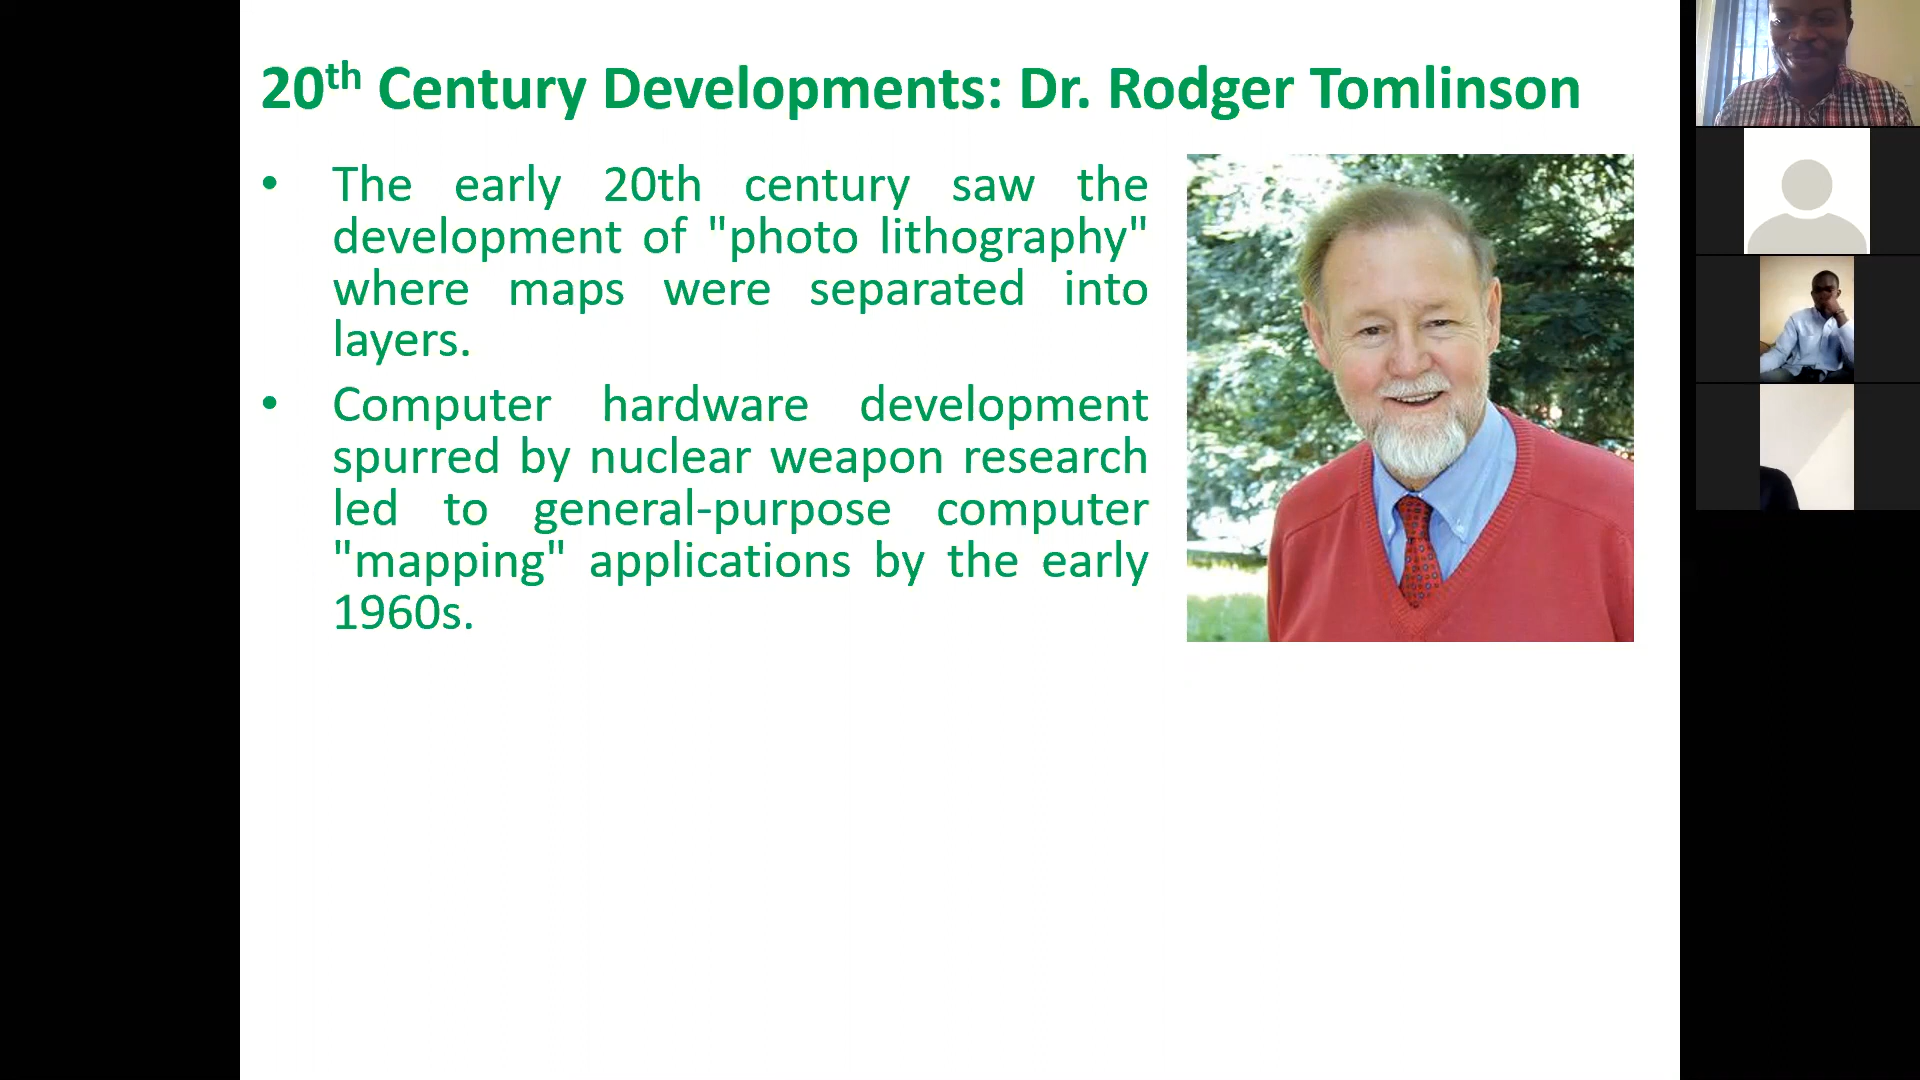 20th Century Developments: Dr. Rodger Tomlinson
• The early 20th century saw the
development of "photo lithography"
where maps were separated into
layers.
• Computer hardware development
spurred by nuclear weapon research
led to general-purpose computer
"mapping" applications by the early
1960s.